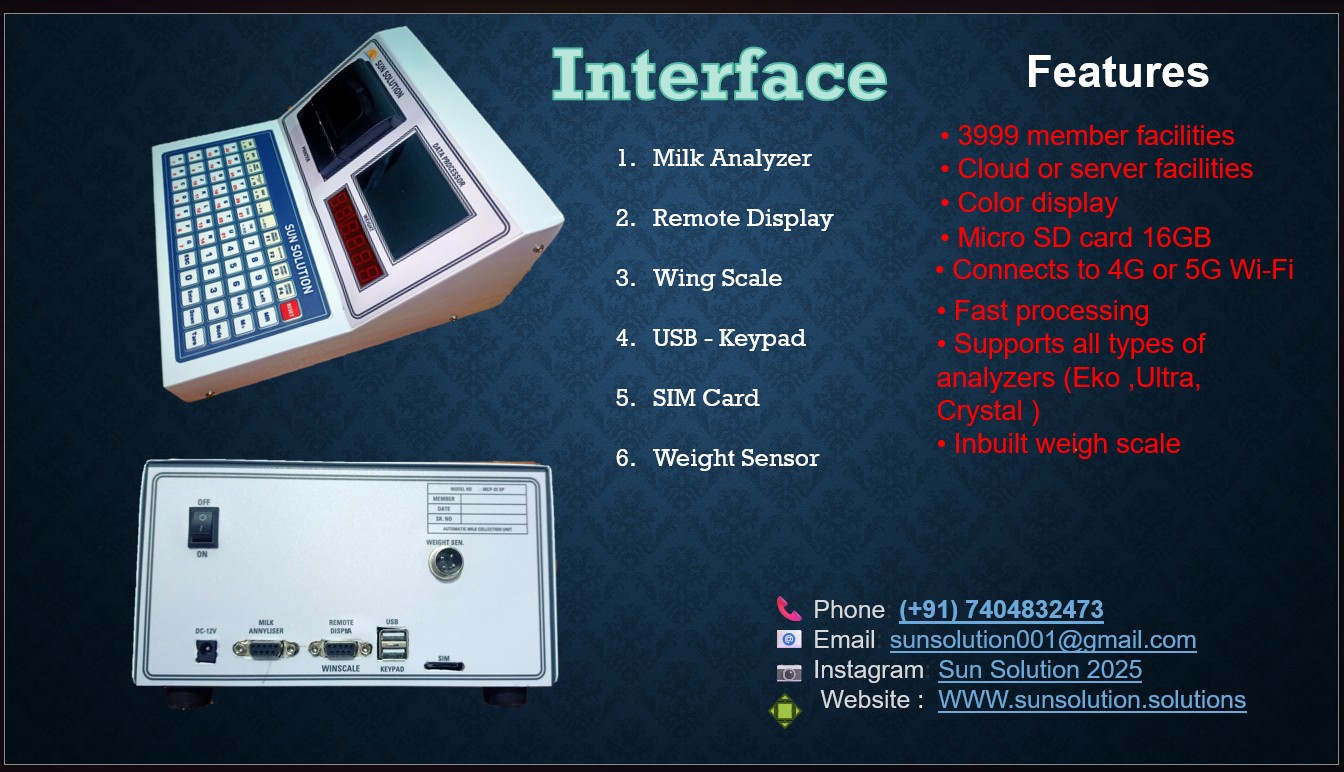 Interface
1. Milk Analyzer
2. Remote Display
3. Wing Scale
4. USB - Keypad
5. SIM Card
6. Weight Sensor
Features
• 3999 member facilities
• Cloud or server facilities
• Color display
• Micro SD card 16GB
• Connects to 4G or 5G Wi-Fi
• Fast processing
• Supports all types of
analyzers (Eko ,Ultra,
Crystal )
• Inbuilt weigh scale
Phone : (+91) 7404832473
Email : sunsolution001@gmail.com
Instagram : Sun Solution 2025
Website : WWW.sunsolution.solutions
SUN SOLUTION
PRINTER
DATA PROCESSOR
WEIGHT
SUN SOLUTION
RESET
OFF
ON
MODEL NO
MEMBER
DATE
SR. NO
AUTOMATIC MILK COLLECTION UNIT
WEIGHT SEN.
DC-12V
MILK
ANNYLISER
REMOTE
WINSCALE
USB
KEYPAD
SIM